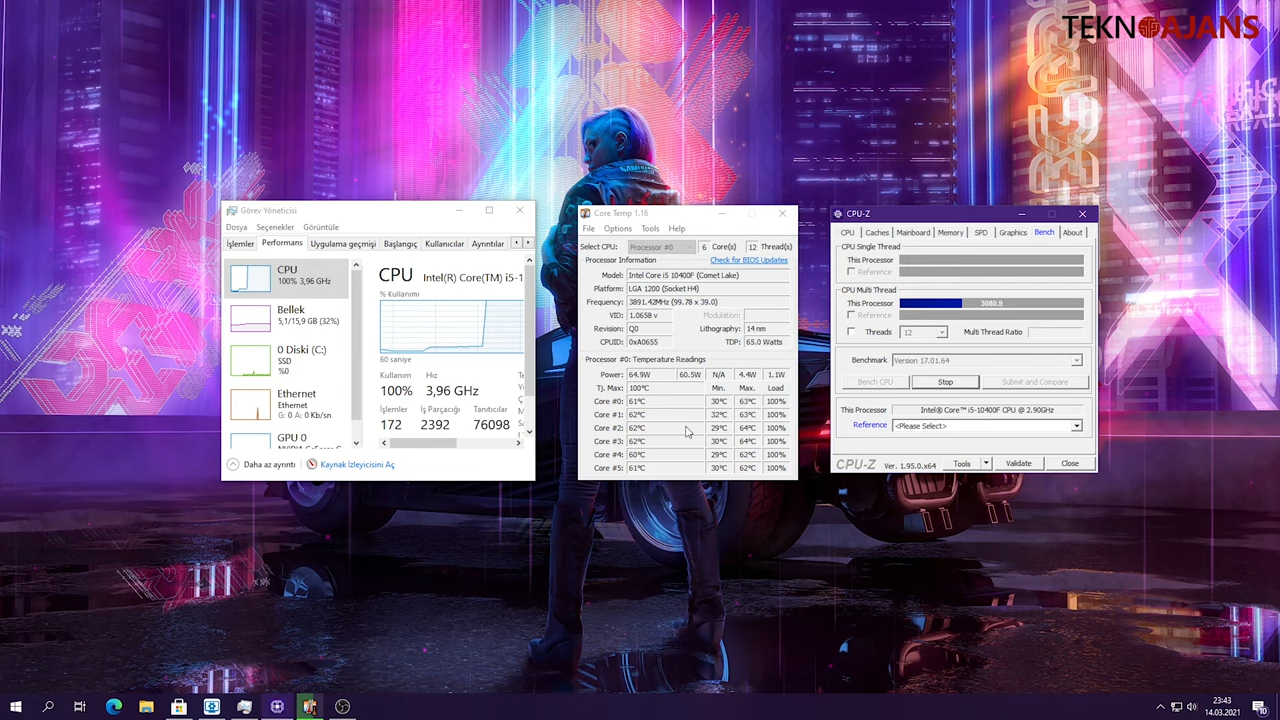 TEKNOAJANS
Görev Yöneticisi
Dosya Seçenekler Görüntüle
İşlemler Performans Uygulama geçmişi Başlangıç Kullanıcılar Ayrıntılar
CPU
100% 3,96 GHz
Bellek
5,1/15,9 GB (32%)
0 Diski (C:)
SSD
%0
Ethernet
Ethernet
G: 0 A: 0 Kb/sn
GPU 0
CPU Intel(R) Core(TM) i5-1
% Kullanımı
60 saniye
Kullanım Hız
100% 3,96 GHz
İşlemler İş Parçacığı Tanıtıcılar
172 2392 76098
Daha az ayrıntı Kaynak İzleyicisini Aç
Core Temp 1.16
File Options Tools Help
Select CPU: Processor #0 6 Core(s) 12 Thread(s)
Processor Information Check for BIOS Updates
Model: Intel Core i5 10400F (Comet Lake)
Platform: LGA 1200 (Socket H4)
Frequency: 3891.42MHz (99.78 x 39.0)
VID: 1.0658 v Modulation:
Revision: Q0 Lithography: 14 nm
CPUID: 0xA0655 TDP: 65.0 Watts
Processor #0: Temperature Readings
Power: 64.9W 60.5W N/A 4.4W 1.1W
Tj. Max: 100°C Min. Max. Load
Core #0: 61°C 30°C 63°C 100%
Core #1: 62°C 32°C 63°C 100%
Core #2: 62°C 29°C 64°C 100%
Core #3: 62°C 30°C 64°C 100%
Core #4: 60°C 29°C 62°C 100%
Core #5: 61°C 30°C 62°C 100%
CPU-Z
CPU Caches Mainboard Memory SPD Graphics Bench About
CPU Single Thread
This Processor
Reference
CPU Multi Thread
This Processor 3080.9
Reference
Threads 12 Multi Thread Ratio
Benchmark Version 17.01.64
Bench CPU Stop Submit and Compare
This Processor Intel® Core™ i5-10400F CPU @ 2.90GHz
Reference <Please Select>
CPU-Z Ver. 1.95.0.x64 Tools Validate Close
23:43
14.03.2021
10